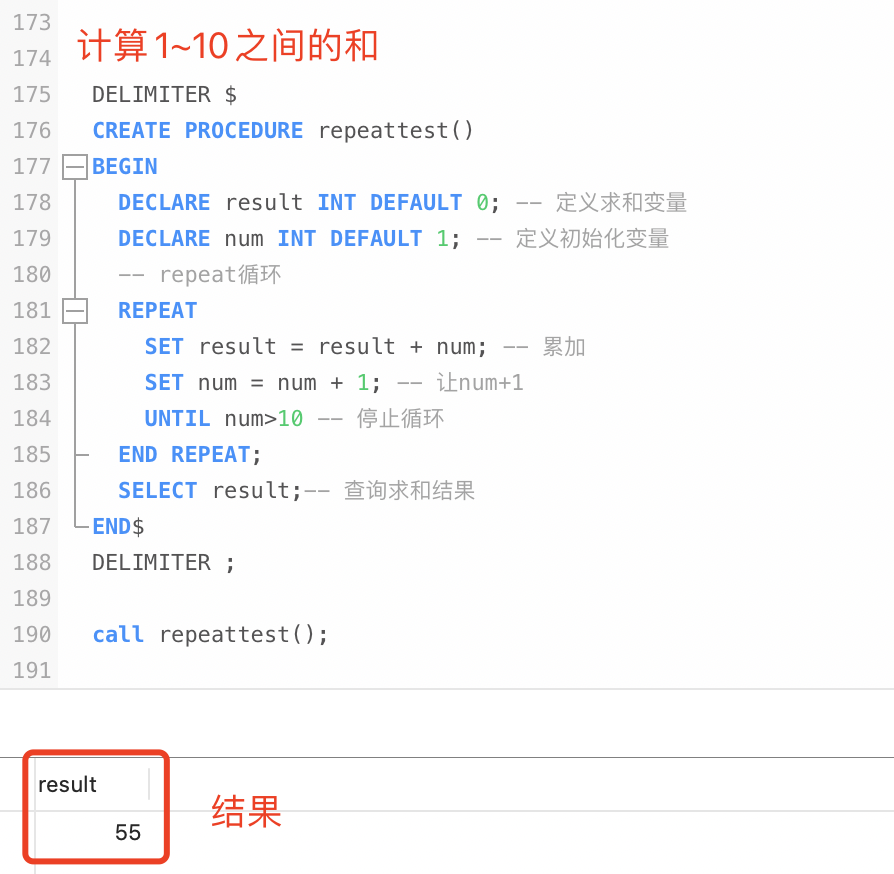 173
174 计算1~10之间的和
175 DELIMITER $
176 CREATE PROCEDURE repeattest()
177 BEGIN
178 DECLARE result INT DEFAULT 0; -- 定义求和变量
179 DECLARE num INT DEFAULT 1; -- 定义初始化变量
180 -- repeat循环
181 REPEAT
182 SET result = result + num; -- 累加
183 SET num = num + 1; -- 让num+1
184 UNTIL num>10 -- 停止循环
185 END REPEAT;
186 SELECT result;-- 查询求和结果
187 END$
188 DELIMITER ;
189
190 call repeattest();
191
result
结果
55